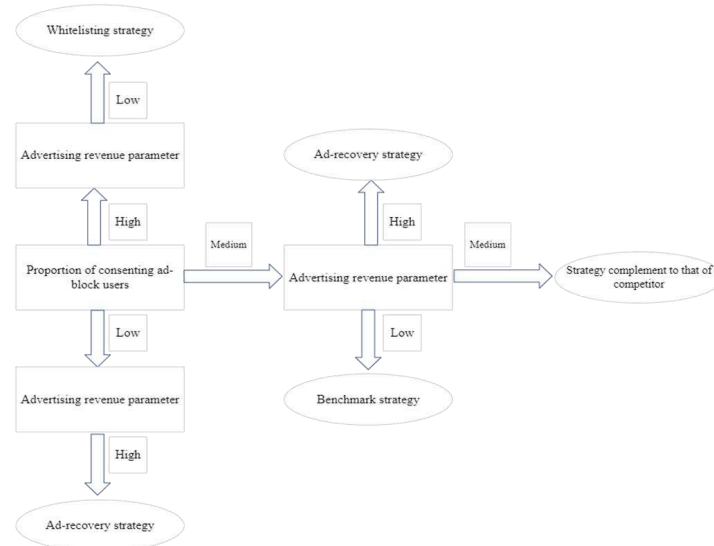 Whitelisting strategy
Low
Advertising revenue parameter
Ad-recovery strategy
High
High
Medium
Medium
Proportion of consenting ad-
block users
Advertising revenue parameter
Strategy complement to that of
competitor
Low
Low
Advertising revenue parameter
Benchmark strategy
High
Ad-recovery strategy